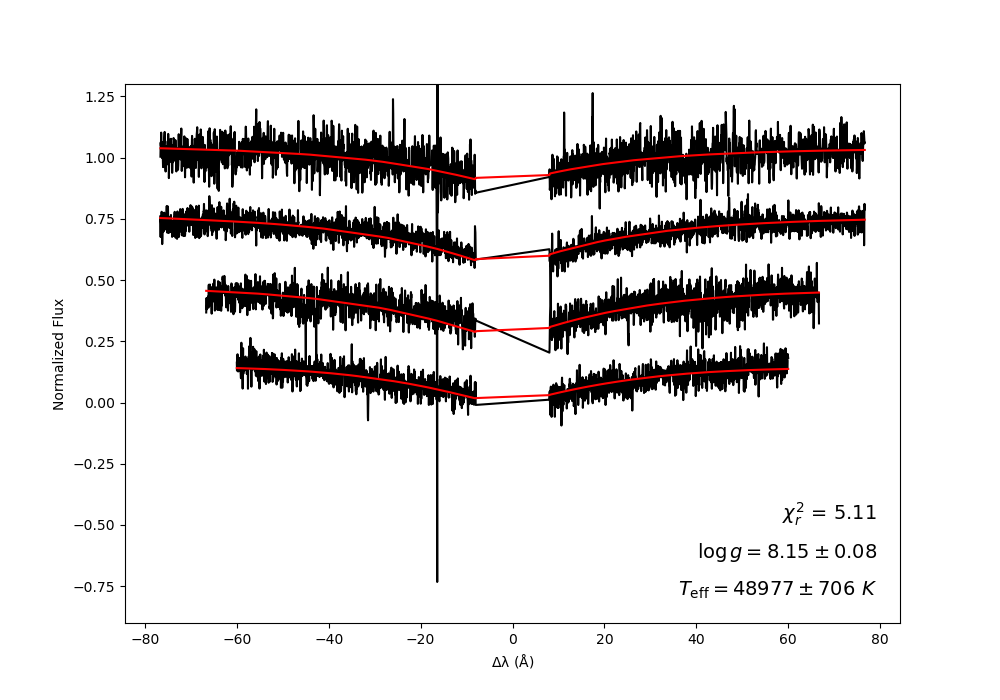 1.25
1.00
0.75
0.50
0.25
0.00
−0.25
−0.50
−0.75
Normalized Flux
χ²ᵣ = 5.11
log g = 8.15 ± 0.08
T_eff = 48977 ± 706 K
−80 −60 −40 −20 0 20 40 60 80
Δλ (Å)